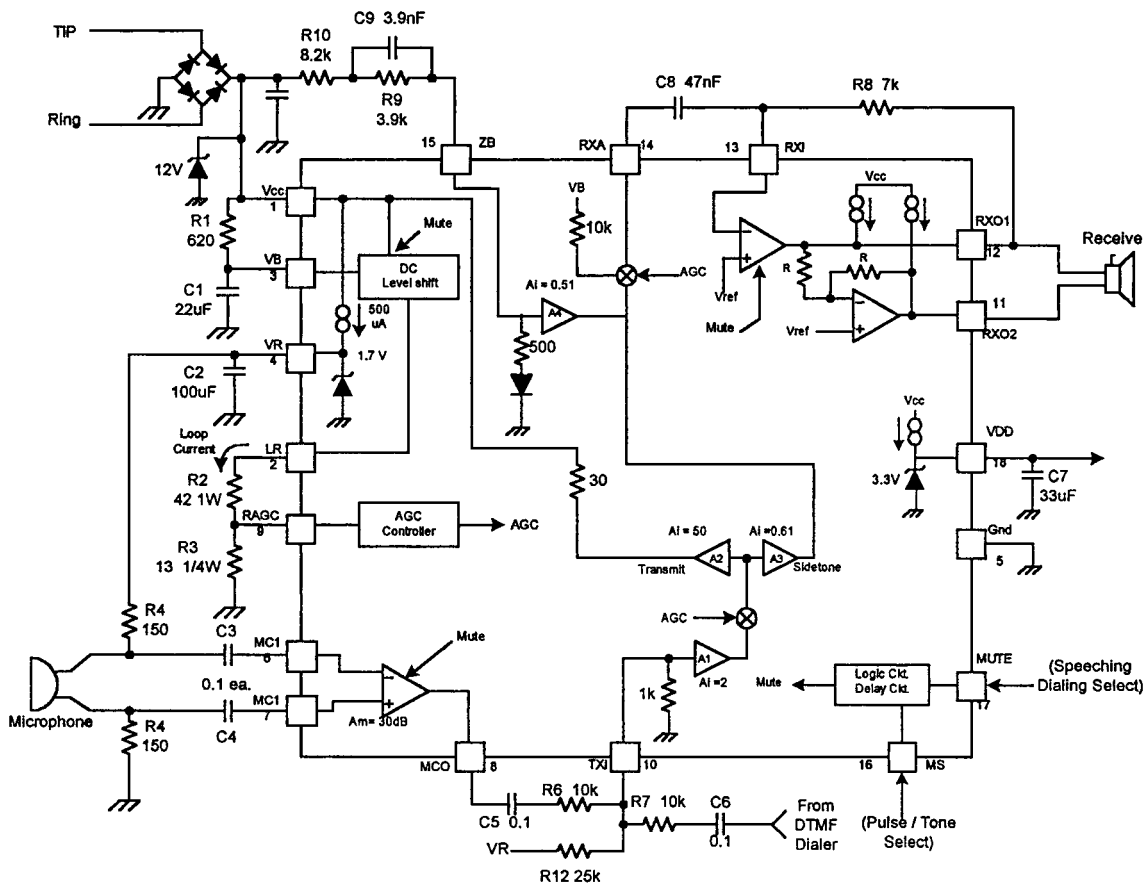 TIP
Ring
12V
R10
8.2k
C9 3.9nF
R9
3.9k
15
ZB
RXA
14
C8 47nF
13
RXI
R8 7k
Vcc
1
R1
620
VB
3
C1
22uF
VR
4
C2
100uF
Mute
DC
Level shift
500
uA
1.7 V
Ai = 0.51
A4
500
VB
10k
AGC
Vref
Mute
R
R
Vref
Vcc
RXO1
12
Receive
11
RXO2
Loop
Current
LR
2
R2
42 1W
RAGC
9
R3
13 1/4W
AGC
Controller
AGC
30
Vcc
3.3V
VDD
18
C7
33uF
Gnd
5
Ai = 50
Ai =0.61
A2
A3
Transmit
Sidetone
AGC
A1
Ai =2
1k
R4
150
C3
MC1
6
0.1 ea.
MC1
7
C4
Microphone
R4
150
Mute
Am= 30dB
Mute
Logic Ckt.
Delay Ckt.
MUTE
17
(Speeching
Dialing Select)
MCO
8
TXI
10
16
MS
C5 0.1
R6 10k
R7 10k
C6
0.1
From
DTMF
Dialer
(Pulse / Tone
Select)
VR
R12 25k